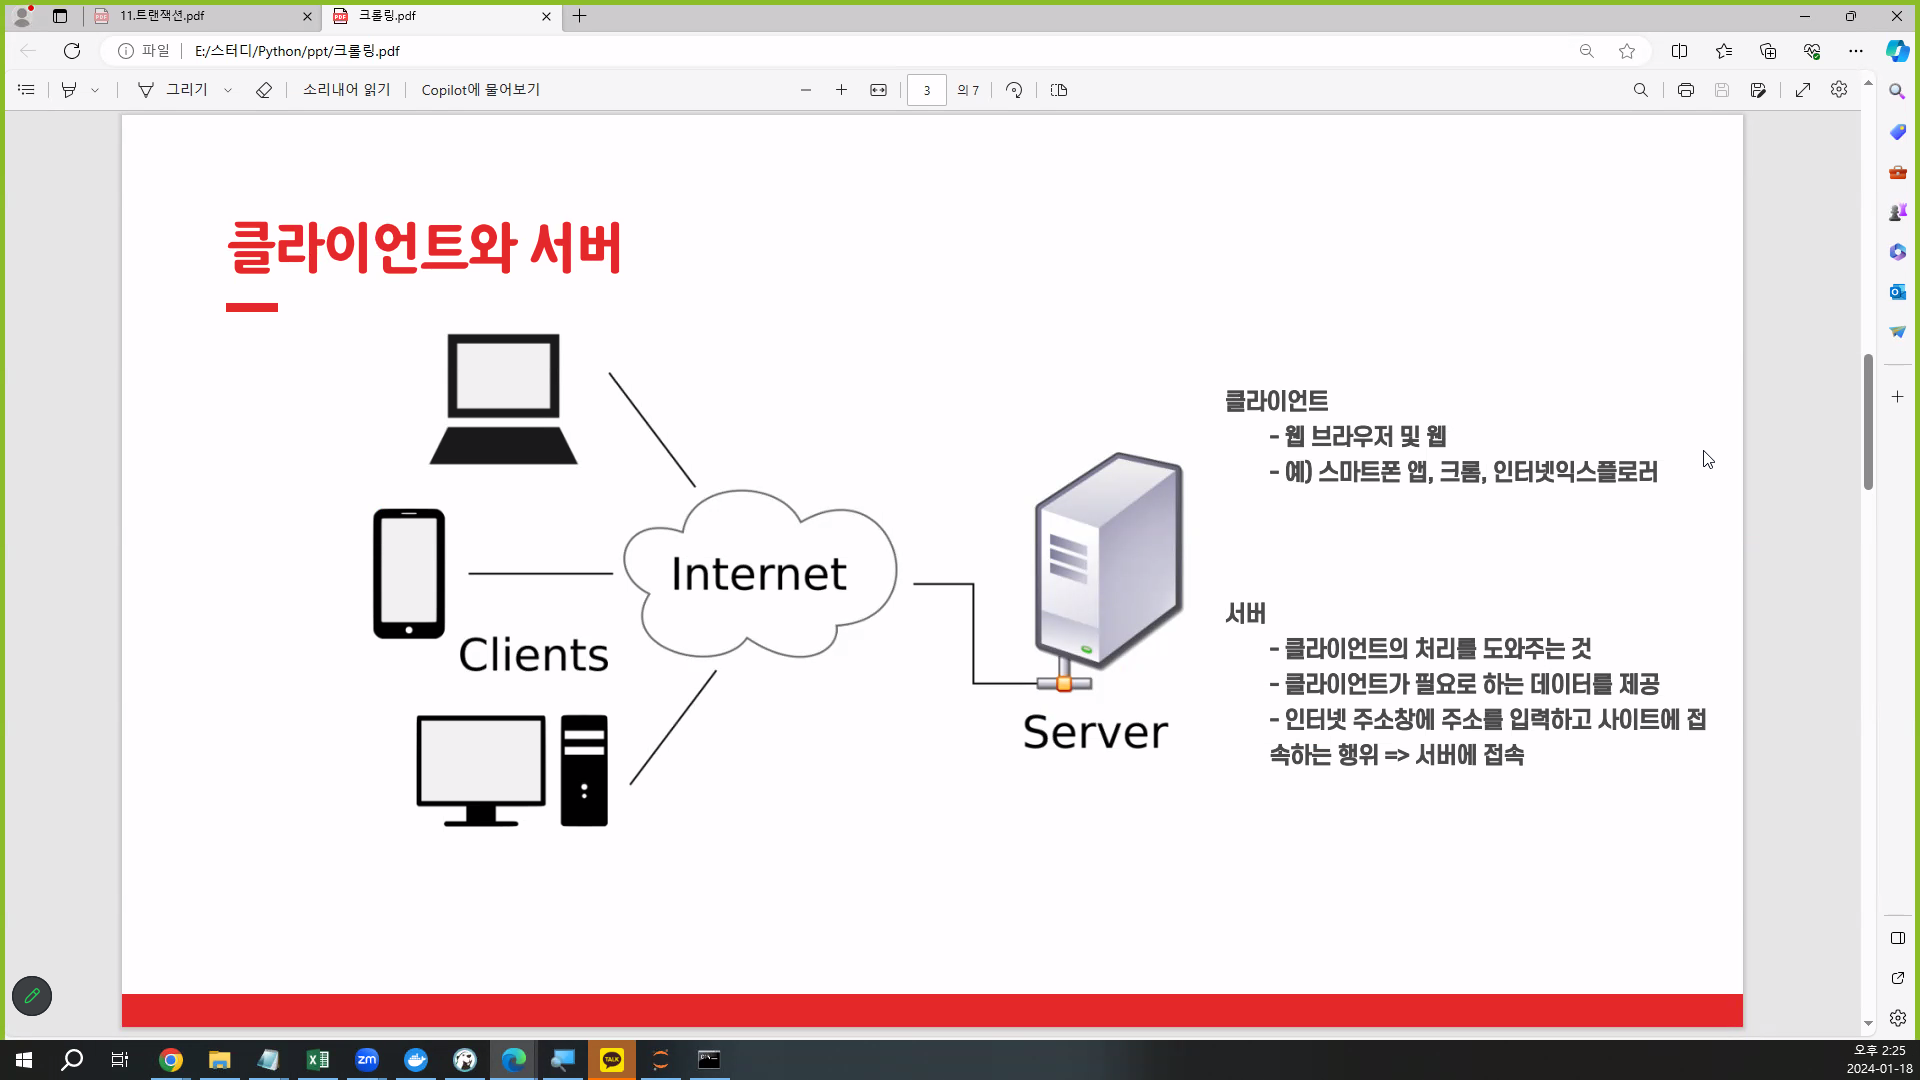 11.트랜잭션.pdf
크롤링.pdf
파일
E:/스터디/Python/ppt/크롤링.pdf
그리기
소리내어 읽기
Copilot에 물어보기
3
의 7
클라이언트와 서버
클라이언트
- 웹 브라우저 및 웹
- 예) 스마트폰 앱, 크롬, 인터넷익스플로러
Internet
Clients
Server
서버
- 클라이언트의 처리를 도와주는 것
- 클라이언트가 필요로 하는 데이터를 제공
- 인터넷 주소창에 주소를 입력하고 사이트에 접
속하는 행위 => 서버에 접속
zm
TALK
오후 2:25
2024-01-18